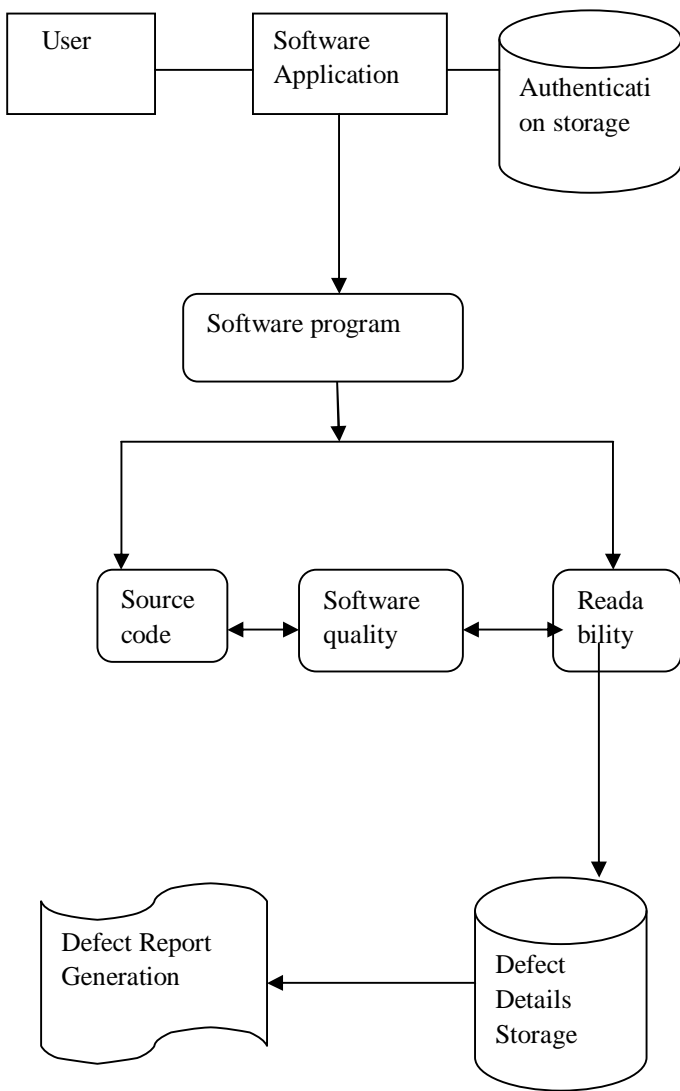 User
Software
Application
Authenticati
on storage
Software program
Source
code
Software
quality
Reada
bility
Defect Report
Generation
Defect
Details
Storage